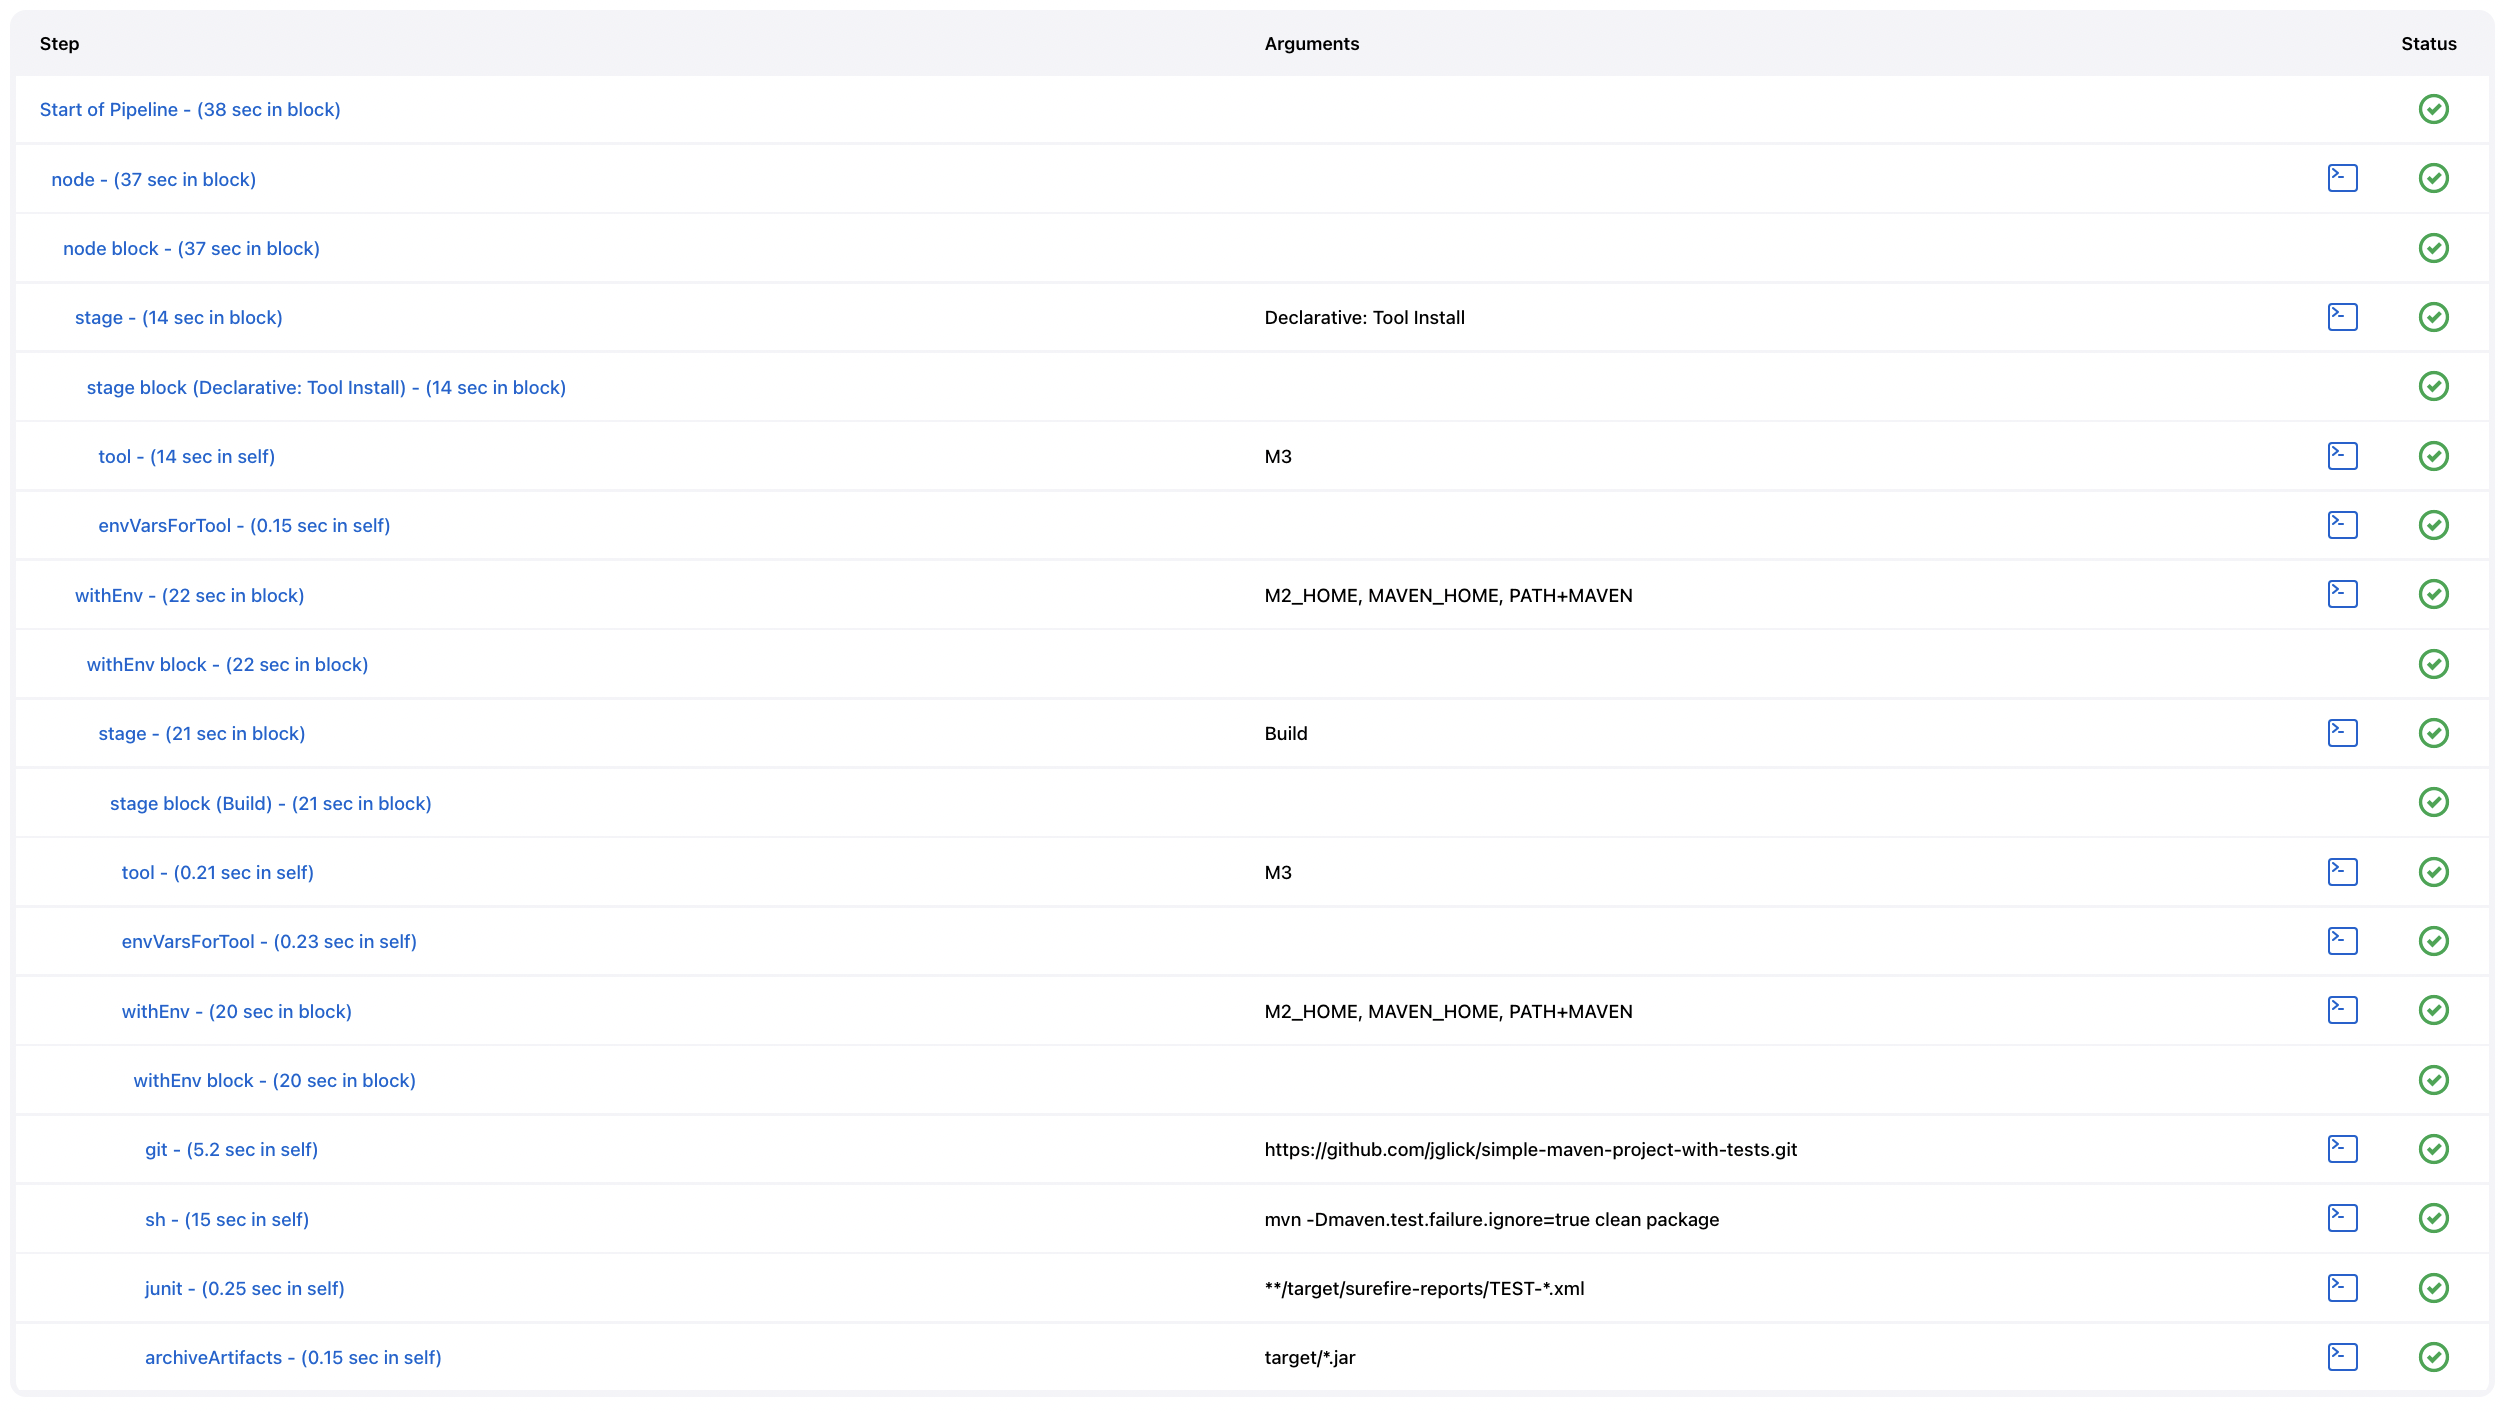 Step Arguments Status
Start of Pipeline - (38 sec in block)
node - (37 sec in block)
node block - (37 sec in block)
stage - (14 sec in block) Declarative: Tool Install
stage block (Declarative: Tool Install) - (14 sec in block)
tool - (14 sec in self) M3
envVarsForTool - (0.15 sec in self)
withEnv - (22 sec in block) M2_HOME, MAVEN_HOME, PATH+MAVEN
withEnv block - (22 sec in block)
stage - (21 sec in block) Build
stage block (Build) - (21 sec in block)
tool - (0.21 sec in self) M3
envVarsForTool - (0.23 sec in self)
withEnv - (20 sec in block) M2_HOME, MAVEN_HOME, PATH+MAVEN
withEnv block - (20 sec in block)
git - (5.2 sec in self) https://github.com/jglick/simple-maven-project-with-tests.git
sh - (15 sec in self) mvn -Dmaven.test.failure.ignore=true clean package
junit - (0.25 sec in self) **/target/surefire-reports/TEST-*.xml
archiveArtifacts - (0.15 sec in self) target/*.jar